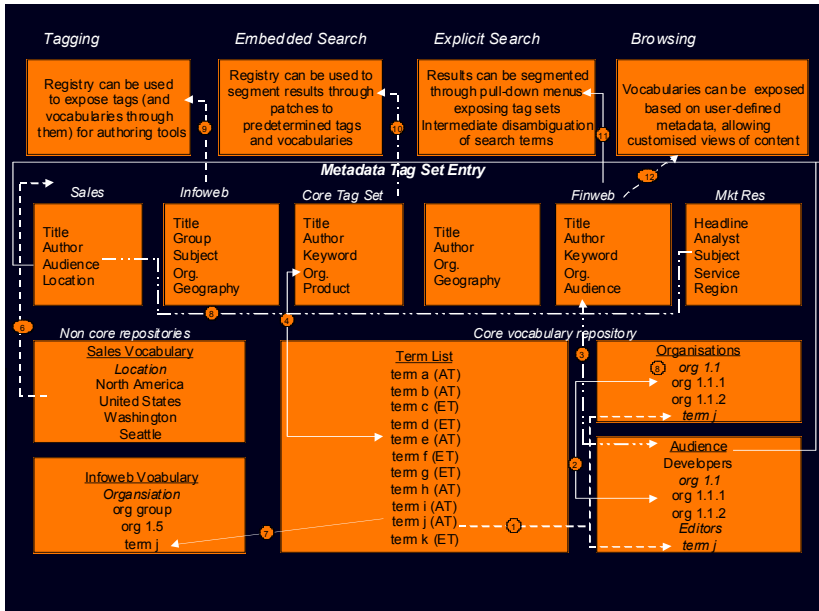 Tagging
Embedded Search
Explicit Search
Browsing
Registry can be used
to expose tags (and
vocabularies through
them) for authoring tools
Registry can be used to
segment results through
patches to
predetermined tags
and vocabularies
Results can be segmented
through pull-down menus
exposing tag sets
Intermediate disambiguation
of search terms
Vocabularies can be exposed
based on user-defined
metadata, allowing
customised views of content
9
10
11
12
Metadata Tag Set Entry
Sales
Infoweb
Core Tag Set
Finweb
Mkt Res
Title
Author
Audience
Location
Title
Group
Subject
Org.
Geography
Title
Author
Keyword
Org.
Product
Title
Author
Org.
Geography
Title
Author
Keyword
Org.
Audience
Headline
Analyst
Subject
Service
Region
8
6
4
3
Non core repositories
Core vocabulary repository
Sales Vocabulary
Location
North America
United States
Washington
Seattle
Infoweb Voabulary
Organsiation
org group
org 1.5
term j
7
Term List
term a (AT)
term b (AT)
term c (ET)
term d (ET)
term e (AT)
term f (ET)
term g (ET)
term h (AT)
term i (AT)
term j (AT)
term k (ET)
1
2
Organisations
8
org 1.1
org 1.1.1
org 1.1.2
term j
Audience
Developers
org 1.1
org 1.1.1
org 1.1.2
Editors
term j